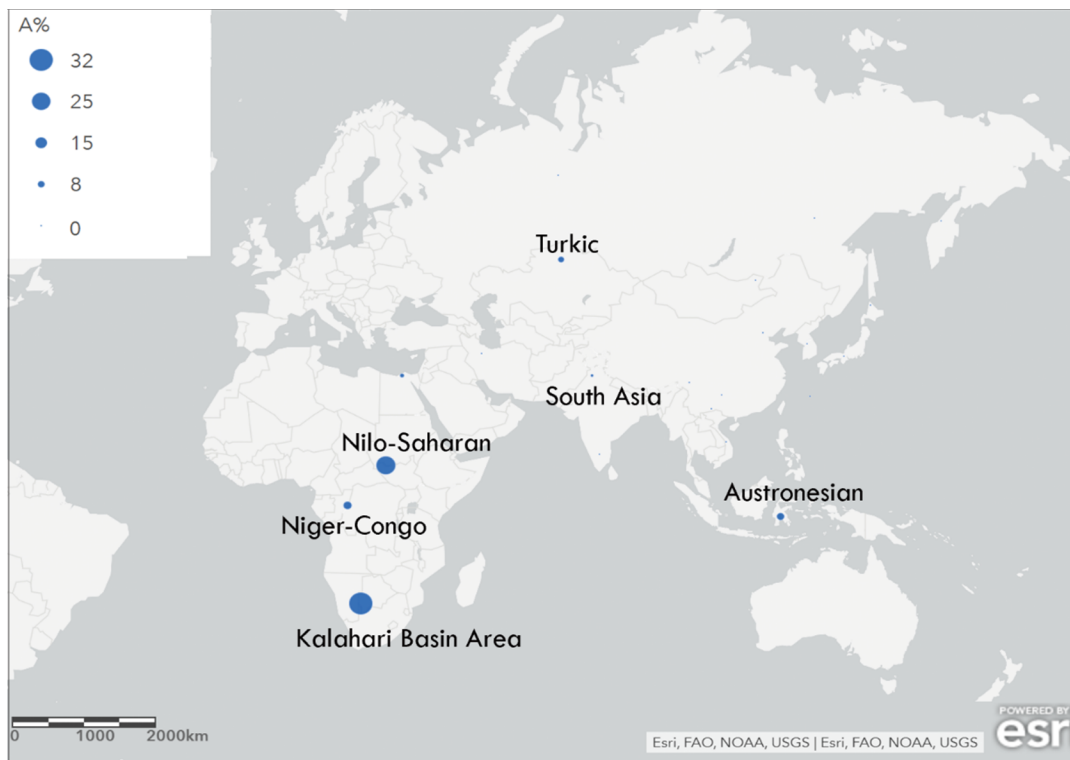 A%
32
25
15
8
0
Turkic
South Asia
Nilo-Saharan
Austronesian
Niger-Congo
Kalahari Basin Area
0 1000 2000km
POWERED BY
esri
Esri, FAO, NOAA, USGS | Esri, FAO, NOAA, USGS